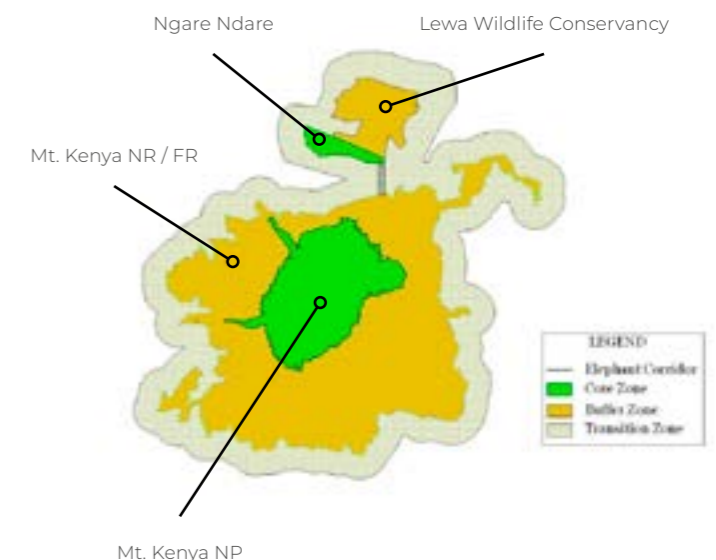 Ngare Ndare
Lewa Wildlife Conservancy
Mt. Kenya NR / FR
LEGEND
Elephant Corridor
Core Zone
Buffer Zone
Transition Zone
Mt. Kenya NP